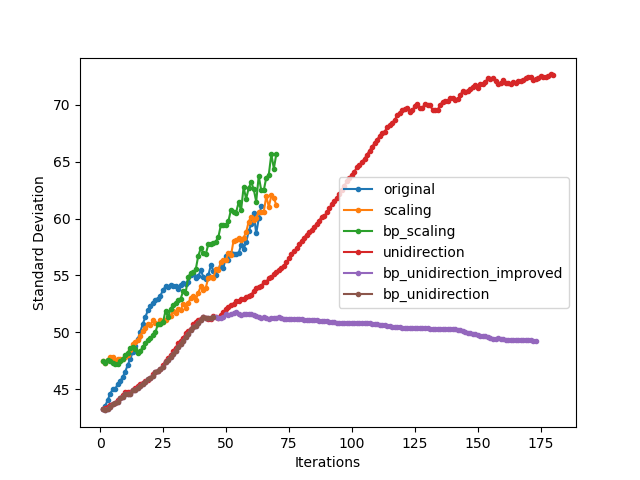 70
65
60
55
50
45
Standard Deviation
original
scaling
bp_scaling
unidirection
bp_unidirection_improved
bp_unidirection
0
25
50
75
100
125
150
175
Iterations